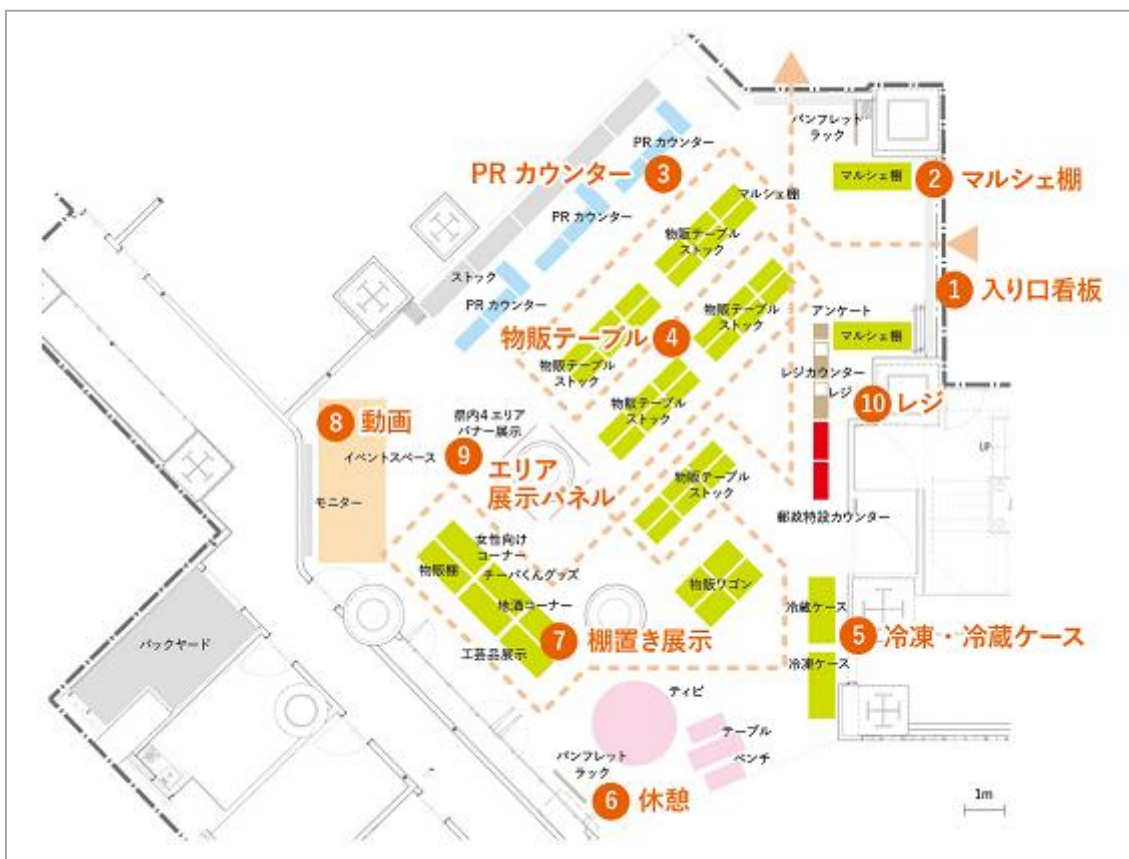 パンフレット
ラック
PR カウンター
PR カウンター
3
マルシェ棚
2
マルシェ棚
マルシェ棚
PR カウンター
物販テーブル
ストック
ストック
1
入り口看板
PR カウンター
物販テーブル
ストック
アンケート
マルシェ棚
物販テーブル
4
物販テーブル
ストック
レジカウンター
レジ
10
レジ
物販テーブル
ストック
8
動画
県内4エリア
バナー展示
イベントスペース
9
エリア
展示パネル
UP
物販テーブル
ストック
モニター
郵政特設カウンター
女性向け
コーナー
物販棚
チーバくんグッズ
物販ワゴン
地酒コーナー
冷蔵ケース
バックヤード
工芸品展示
7
棚置き展示
5
冷凍・冷蔵ケース
冷凍ケース
ティピ
テーブル
ベンチ
パンフレット
ラック
6
休憩
1m